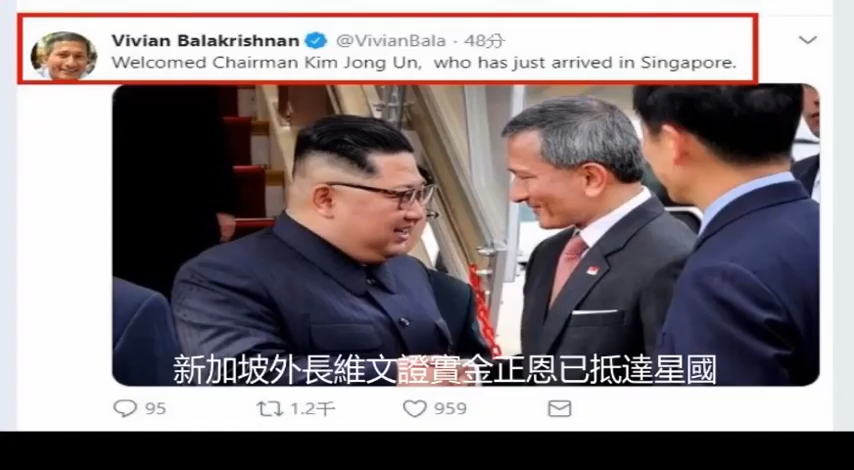 Vivian Balakrishnan @VivianBala · 48分
Welcomed Chairman Kim Jong Un, who has just arrived in Singapore.
新加坡外長維文證實金正恩已抵達星國
95 1.2千 959